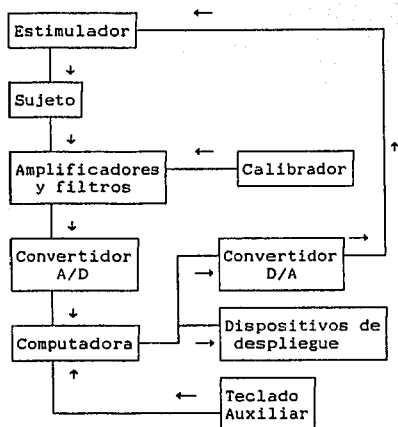 Estimulador
Sujeto
Amplificadores
y filtros
Calibrador
Convertidor
A/D
Convertidor
D/A
Computadora
Dispositivos de
despliegue
Teclado
Auxiliar